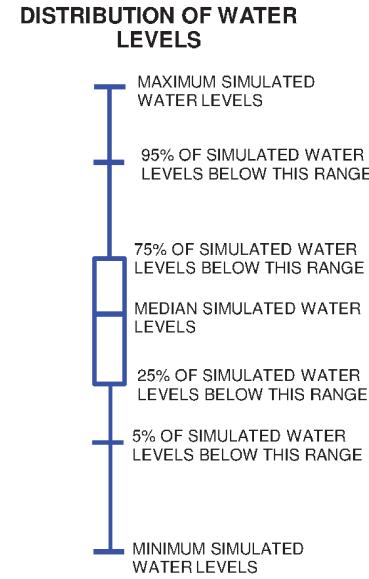 DISTRIBUTION OF WATER
LEVELS
MAXIMUM SIMULATED
WATER LEVELS
95% OF SIMULATED WATER
LEVELS BELOW THIS RANGE
75% OF SIMULATED WATER
LEVELS BELOW THIS RANGE
MEDIAN SIMULATED WATER
LEVELS
25% OF SIMULATED WATER
LEVELS BELOW THIS RANGE
5% OF SIMULATED WATER
LEVELS BELOW THIS RANGE
MINIMUM SIMULATED
WATER LEVELS